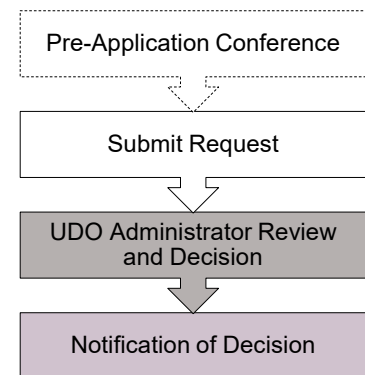 Pre-Application Conference
Submit Request
UDO Administrator Review
and Decision
Notification of Decision